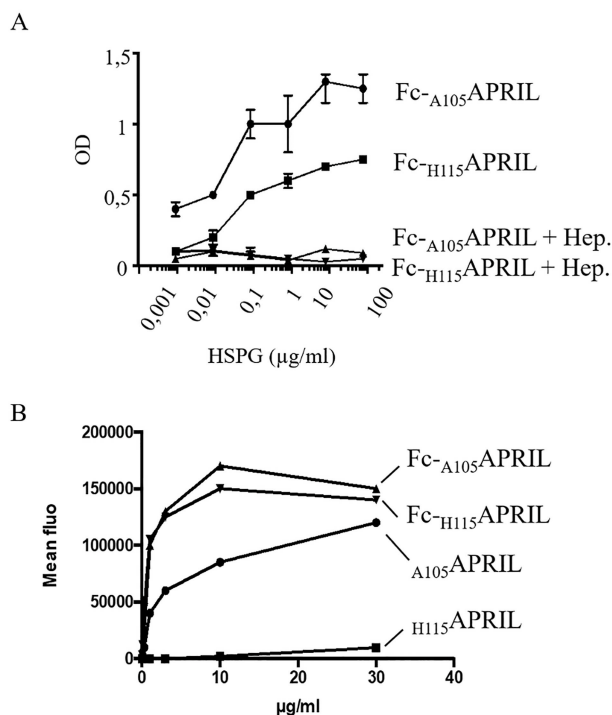 A
OD
1,5
1
0,5
0
0,001
0,01
0,1
1
10
100
HSPG (µg/ml)
Fc-A105APRIL
Fc-H115APRIL
Fc-A105APRIL + Hep.
Fc-H115APRIL + Hep.
B
Mean fluo
200000
150000
100000
50000
0
0
10
20
30
40
µg/ml
Fc-A105APRIL
Fc-H115APRIL
A105APRIL
H115APRIL